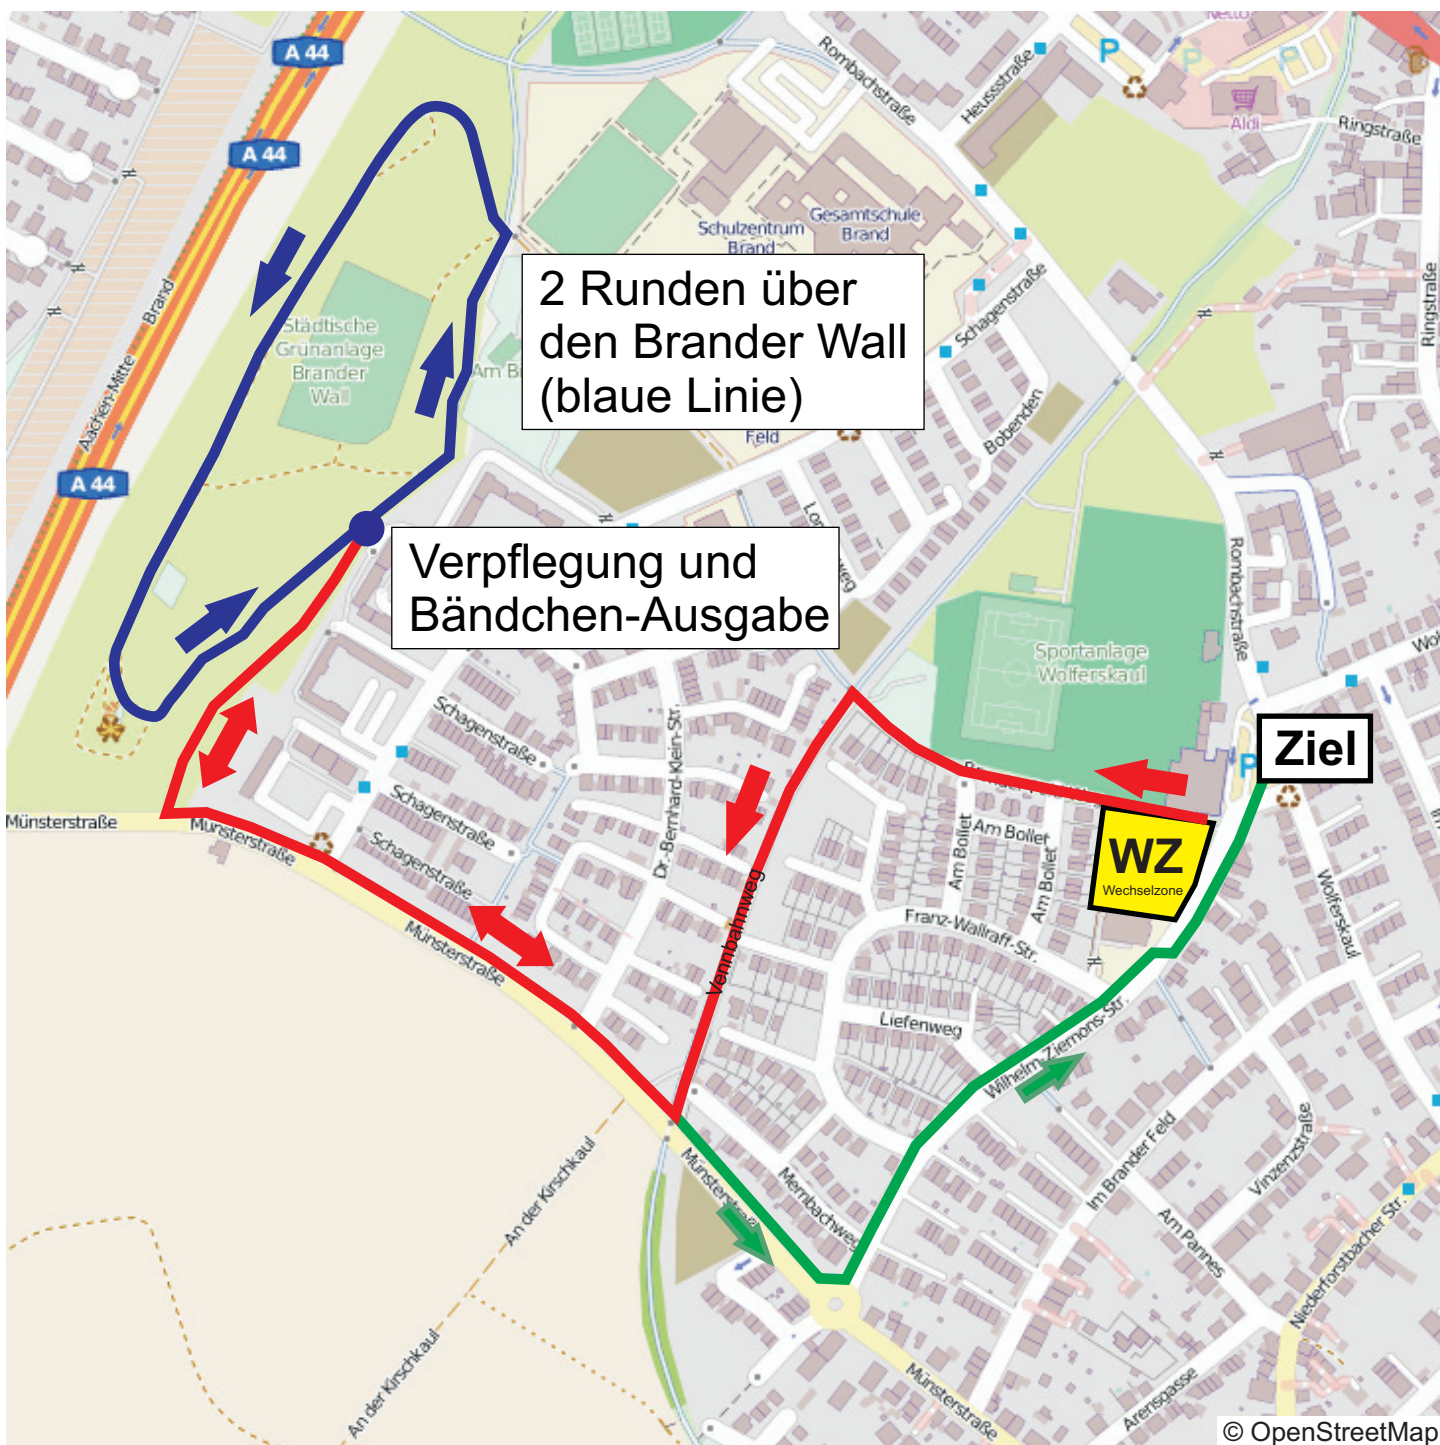 A 44
A 44
A 44
Netto
P
P
P
Rombachstraße
Heussstraße
Aldi
Ringstraße
Ringstraße
Schulzentrum
Brand
Gesamtschule
Brand
Schagenstraße
2 Runden über
den Brander Wall
(blaue Linie)
Brand
Aachen-Mitte
Städtische
Grünanlage
Brander
Wall
Feld
Bobenden
Verpflegung und
Bändchen-Ausgabe
Rombachstraße
Sportanlage
Wolferskaul
Schagenstraße
Dr.-Bernhard-Klein-Str.
Ziel
P
Schagenstraße
Schagenstraße
Münsterstraße
Münsterstraße
Münsterstraße
Am Bollet
Am Bollet
Am Bollet
WZ
Wechselzone
Vennbahnweg
Franz-Wallraff-Str.
Wolferskaul
Liefenweg
Wilhelm-Ziemons-Str.
Im Brander Feld
Vinzenzstraße
Am Pannes
Niederforstbacher Str.
Münsterstraße
Mernbachweg
An der Kirschkaul
An der Kirschkaul
Münsterstraße
Arensgasse
© OpenStreetMap